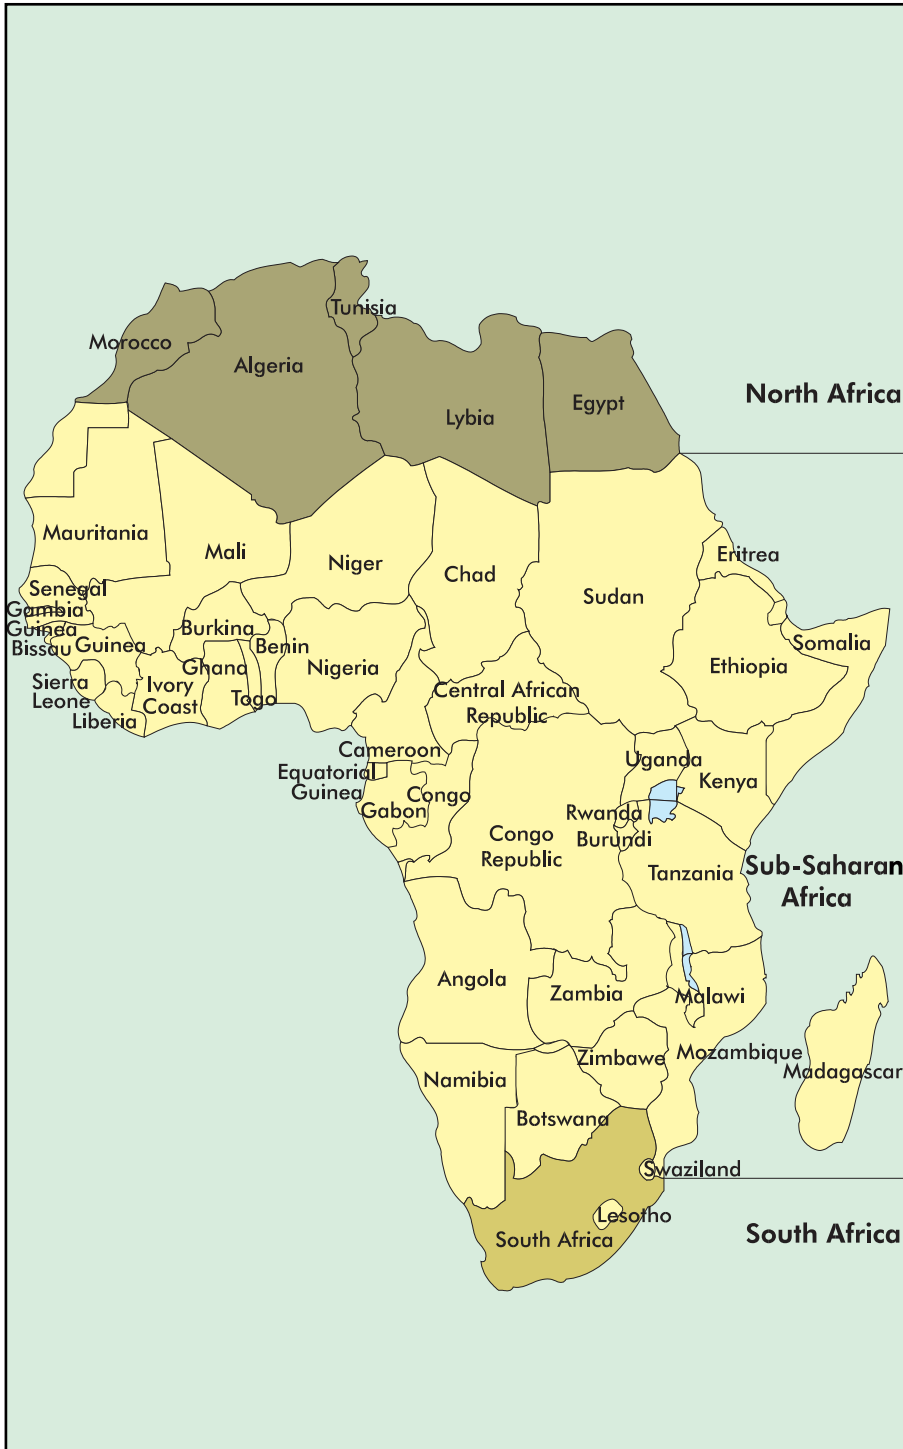 Tunisia
Morocco
Algeria
North Africa
Egypt
Lybia
Mauritania
Mali
Niger
Eritrea
Chad
Senegal
Sudan
Gambia
Guinea
Bissau
Burkina
Guinea
Benin
Somalia
Ghana
Nigeria
Ethiopia
Sierra
Leone
Ivory
Coast
Togo
Central African
Republic
Liberia
Cameroon
Uganda
Equatorial
Guinea
Kenya
Congo
Gabon
Rwanda
Burundi
Congo
Republic
Tanzania
Sub-Saharan
Africa
Angola
Zambia
Malawi
Mozambique
Zimbawe
Madagascar
Namibia
Botswana
Swaziland
Lesotho
South Africa
South Africa